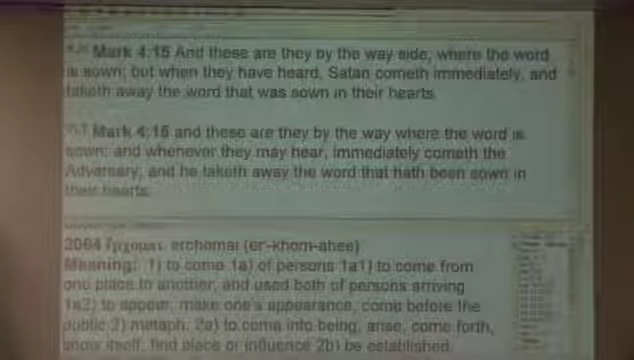 Mark 4:15 And these are they by the way side, where the word
is sown; but when they have heard, Satan cometh immediately, and
taketh away the word that was sown in their hearts.
Mark 4:15 and these are they by the way where the word is
sown: and whenever they may hear, immediately cometh the
Adversary, and he taketh away the word that hath been sown in
their hearts.
2064 ἔρχομαι erchomai (er'-khom-ahee)
Meaning: 1) to come 1a) of persons 1a1) to come from
one place to another, and used both of persons arriving
1a2) to appear, make one's appearance, come before the
public 2) metaph. 2a) to come into being, arise, come forth,
show itself, find place or influence 2b) be established,